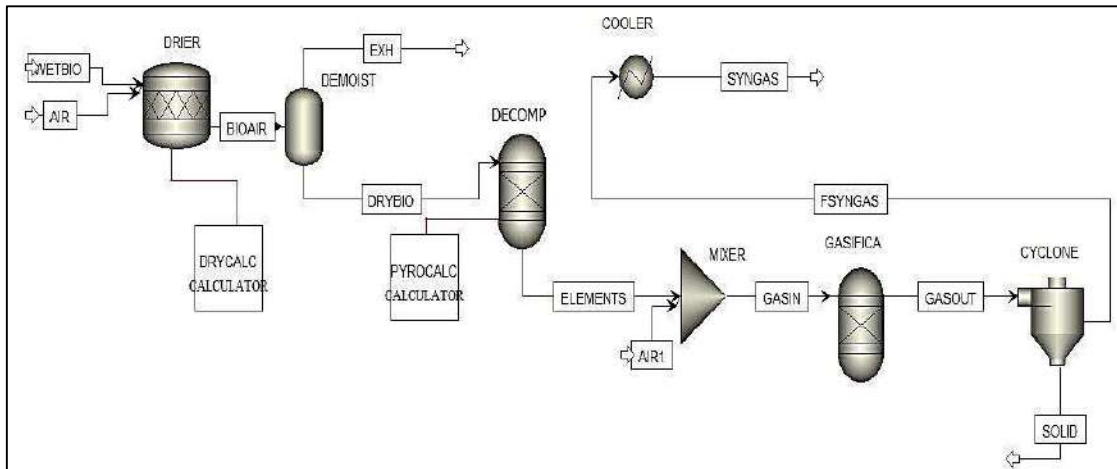 DRIER
WETBIO
AIR
BIOAIR
DEMOIST
EXH
DRYCALC
CALCULATOR
DRYBIO
DECOMP
PYROCALC
CALCULATOR
ELEMENTS
AIR1
MIXER
GASIN
GASIFICA
GASOUT
CYCLONE
SOLID
FSYNGAS
COOLER
SYNGAS